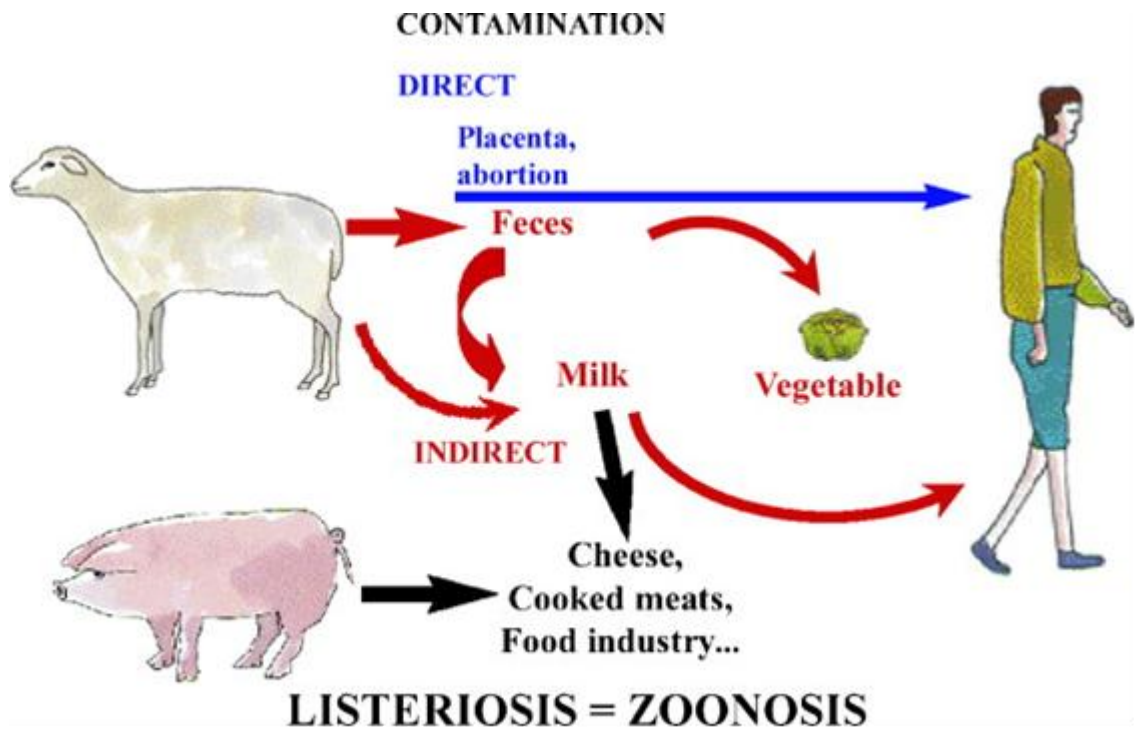 CONTAMINATION
DIRECT
Placenta,
abortion
Feces
Milk
Vegetable
INDIRECT
Cheese,
Cooked meats,
Food industry...
LISTERIOSIS = ZOONOSIS